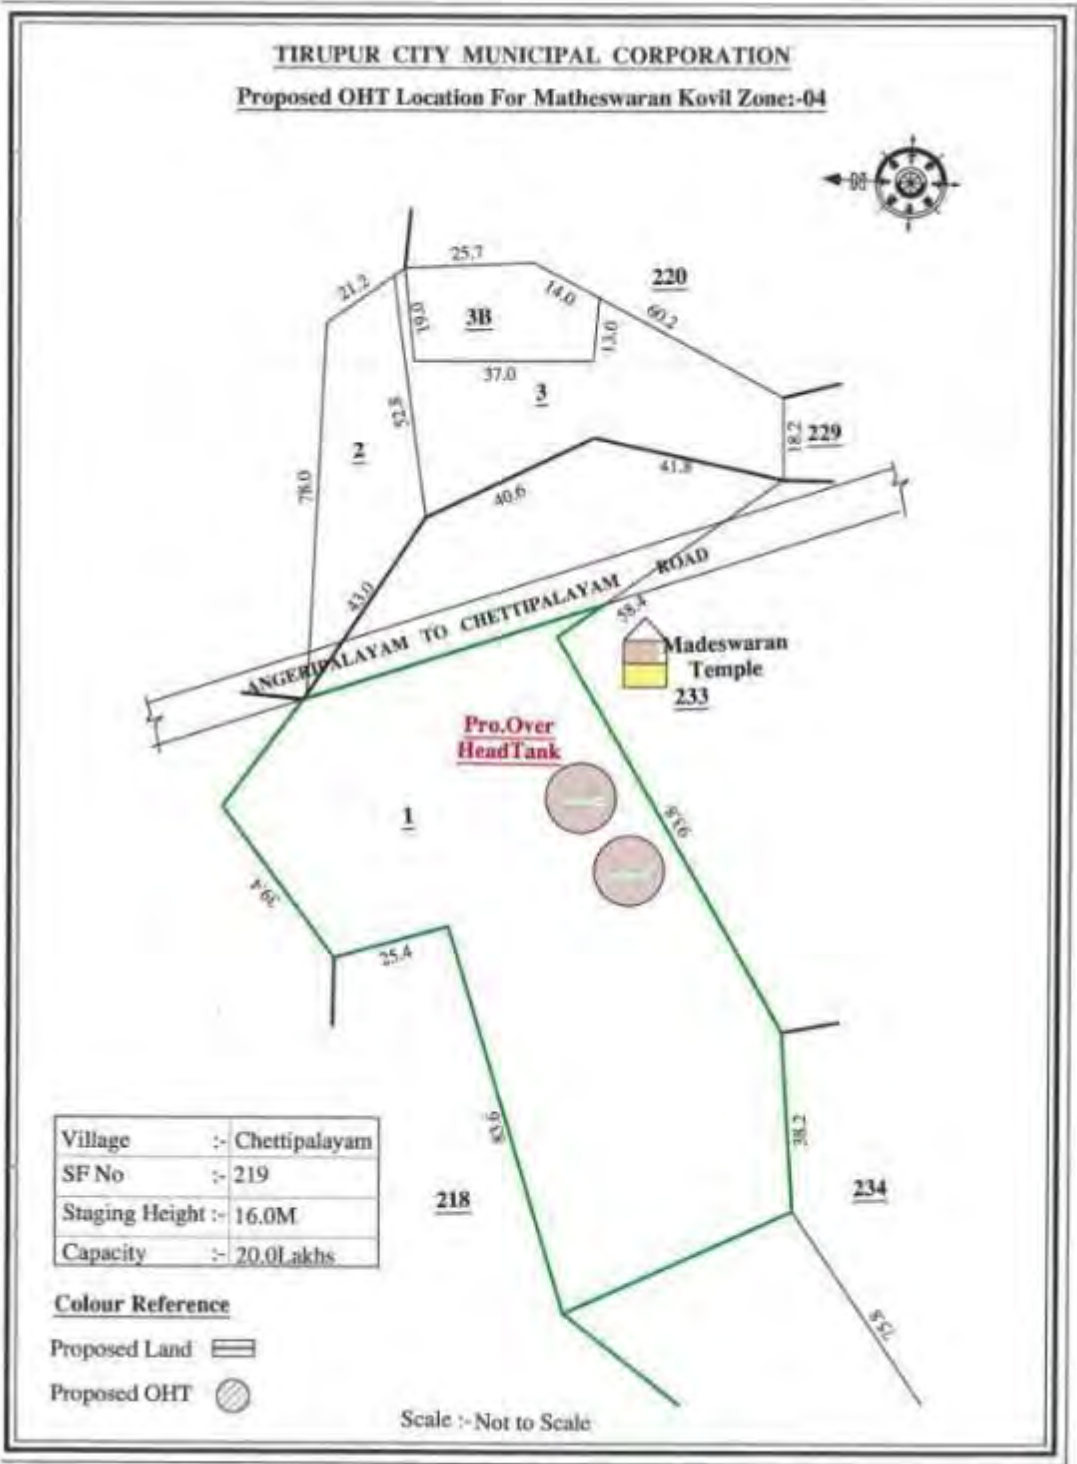 TIRUPUR CITY MUNICIPAL CORPORATION
Proposed OHT Location For Matheswaran Kovil Zone:-04
25.7
21.2
14.0
220
19.0
3B
60.2
13.0
37.0
3
52.8
2
18.2
229
41.8
78.0
40.6
43.0
ANGERIPALAYAM TO CHETTIPALAYAM ROAD
58.4
Madeswaran
Temple
233
Pro.Over
HeadTank
1
93.8
39.4
25.4
83.6
38.2
218
234
75.8
Village :- Chettipalayam
SF No :- 219
Staging Height :- 16.0M
Capacity :- 20.0Lakhs
Colour Reference
Proposed Land
Proposed OHT
Scale :- Not to Scale